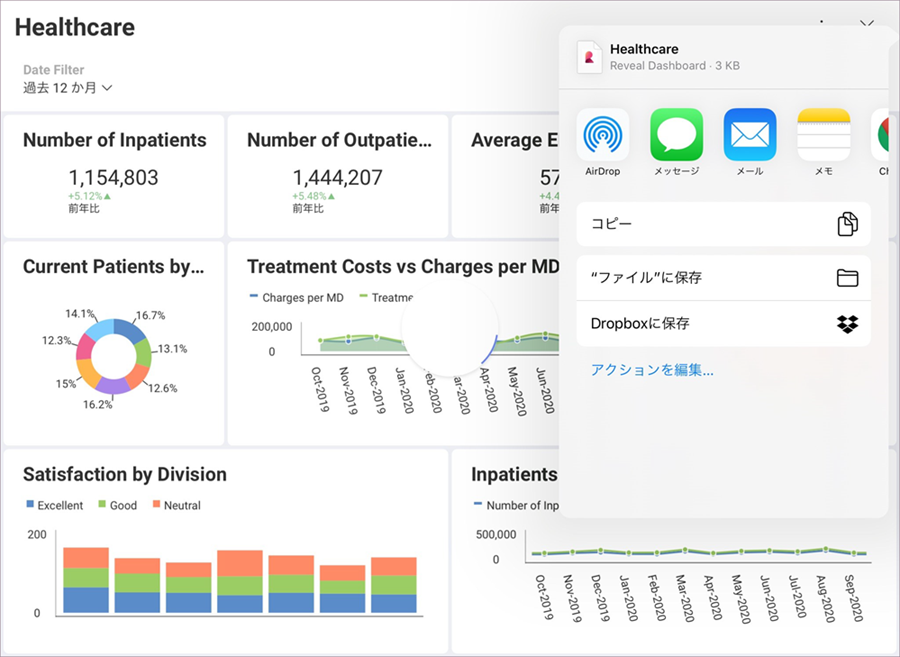 Healthcare
Date Filter
過去 12 か月
Healthcare
Reveal Dashboard · 3 KB
AirDrop
メッセージ
メール
メモ
コピー
“ファイル”に保存
Dropboxに保存
アクションを編集...
Number of Inpatients
1,154,803
+5.12%▲
前年比
Number of Outpatie...
1,444,207
+5.48%▲
前年比
Average E
57
+4.4
前年
Current Patients by...
14.1%
16.7%
12.3%
13.1%
15%
12.6%
16.2%
Treatment Costs vs Charges per MD
Charges per MD
Treatme
200,000
0
Oct-2019
Nov-2019
Dec-2019
Jan-2020
eb-2020
ar-2020
Apr-2020
May-2020
Jun-2020
Satisfaction by Division
Excellent
Good
Neutral
200
0
Inpatients
Number of Inp
500,000
0
Oct-2019
Nov-2019
Dec-2019
Jan-2020
Feb-2020
Mar-2020
Apr-2020
May-2020
Jun-2020
Jul-2020
Aug-2020
Sep-2020